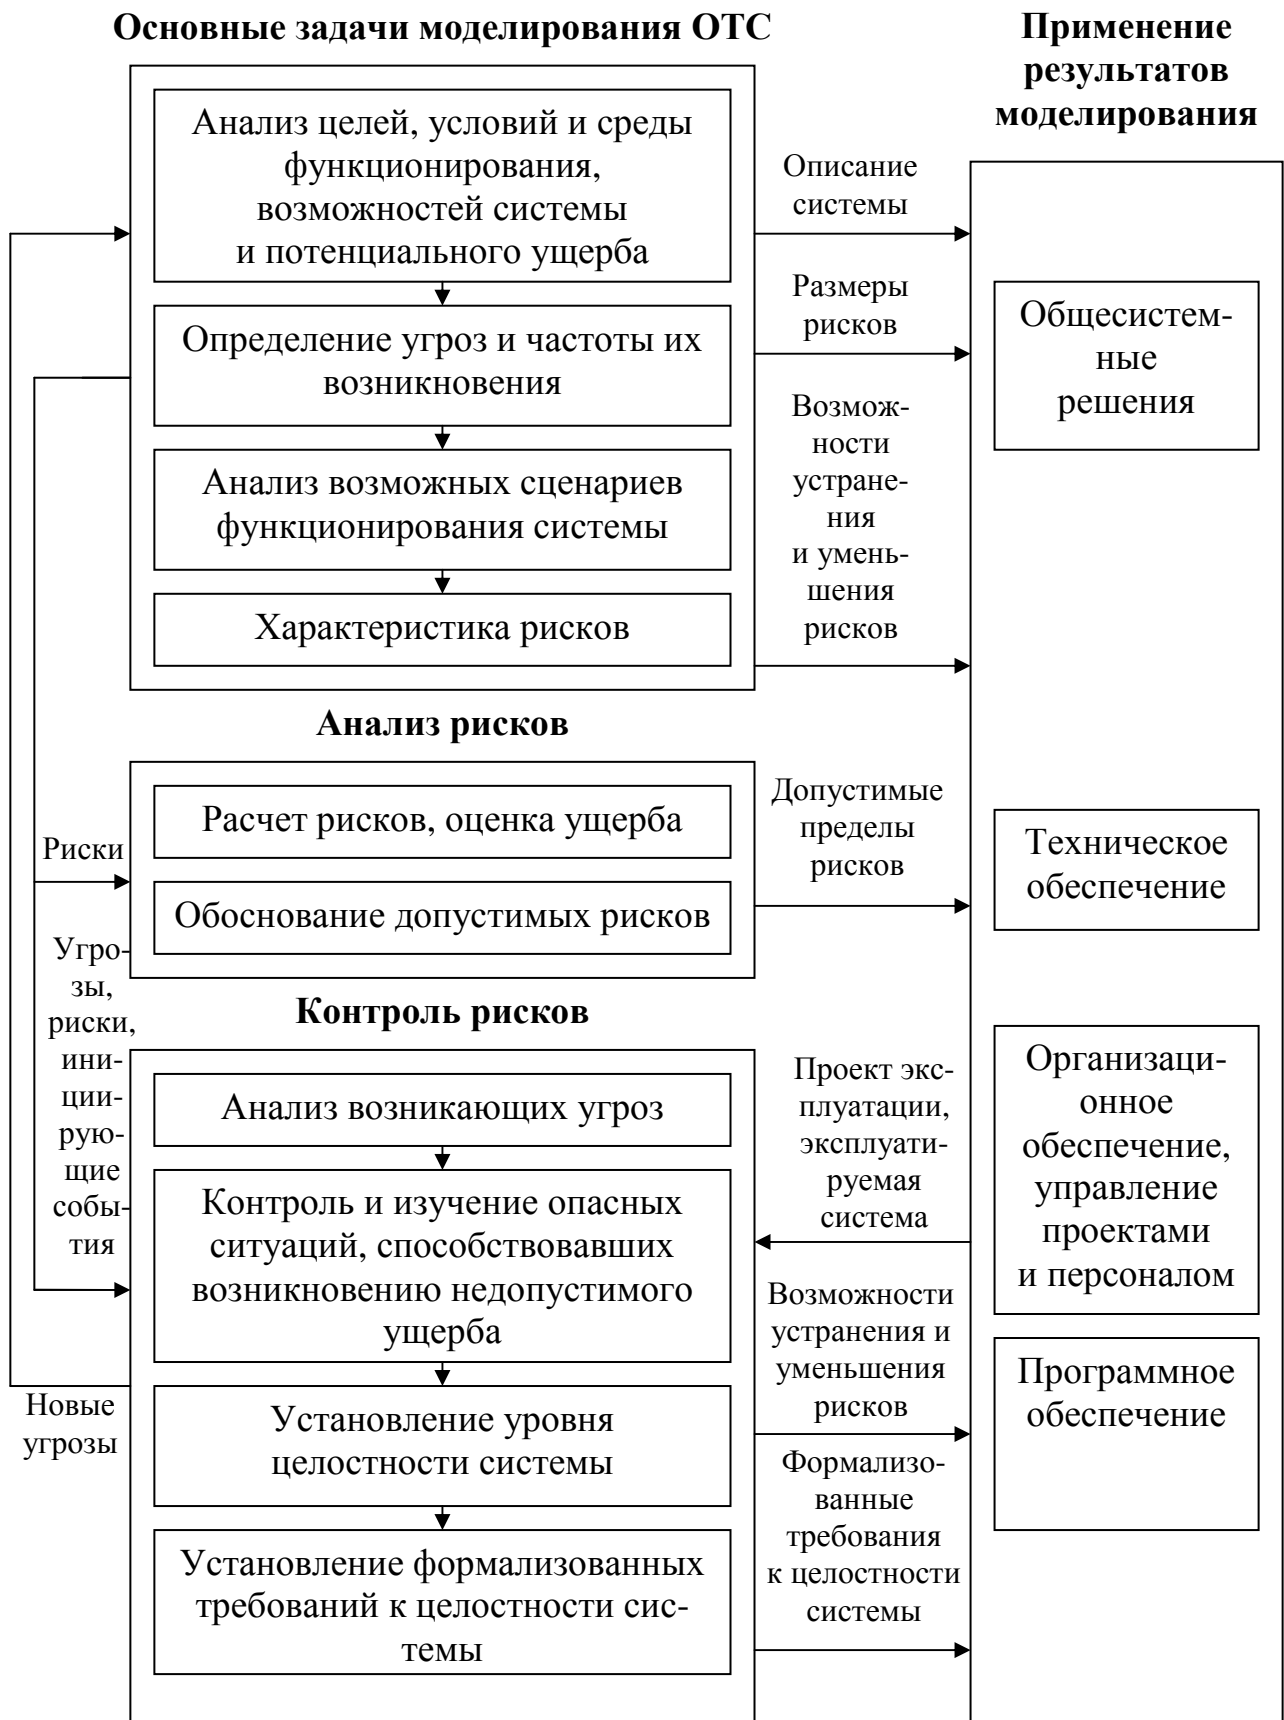 Основные задачи моделирования ОТС
Применение
результатов
моделирования
Анализ целей, условий и среды
функционирования,
возможностей системы
и потенциального ущерба
Определение угроз и частоты их
возникновения
Анализ возможных сценариев
функционирования системы
Характеристика рисков
Описание
системы
Размеры
рисков
Возмож-
ности
устране-
ния
и умень-
шения
рисков
Общесистем-
ные
решения
Анализ рисков
Расчет рисков, оценка ущерба
Обоснование допустимых рисков
Риски
Допустимые
пределы
рисков
Техническое
обеспечение
Угро-
зы,
риски,
ини-
ции-
рую-
щие
собы-
тия
Контроль рисков
Анализ возникающих угроз
Контроль и изучение опасных
ситуаций, способствовавших
возникновению недопустимого
ущерба
Установление уровня
целостности системы
Установление формализованных
требований к целостности сис-
темы
Новые
угрозы
Проект экс-
плуатации,
эксплуати-
руемая
система
Возможности
устранения и
уменьшения
рисков
Формализо-
ванные
требования
к целостности
системы
Организаци-
онное
обеспечение,
управление
проектами
и персоналом
Программное
обеспечение